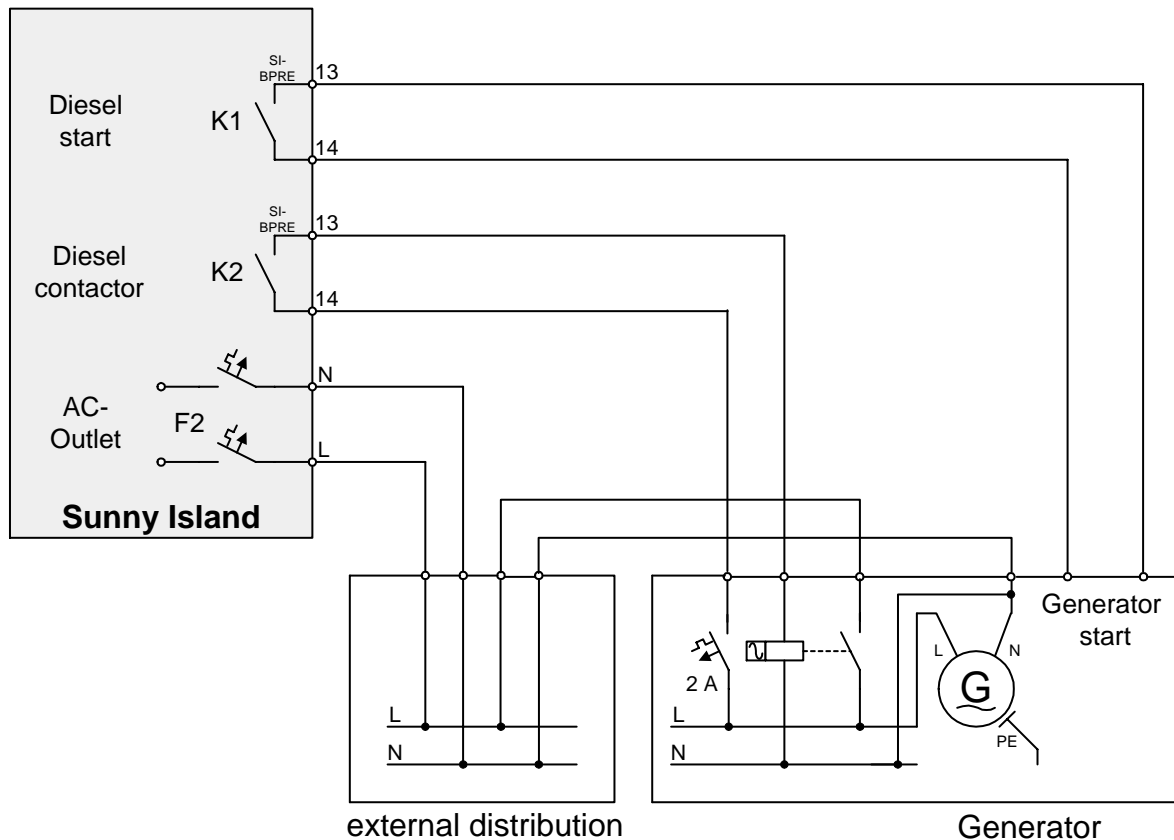 SI-
BPRE
13
Diesel
start
K1
14
SI-
BPRE
13
Diesel
contactor
K2
14
N
AC-
Outlet
F2
L
Sunny Island
Generator
start
L
N
2 A
G
L
PE
N
L
N
external distribution
Generator